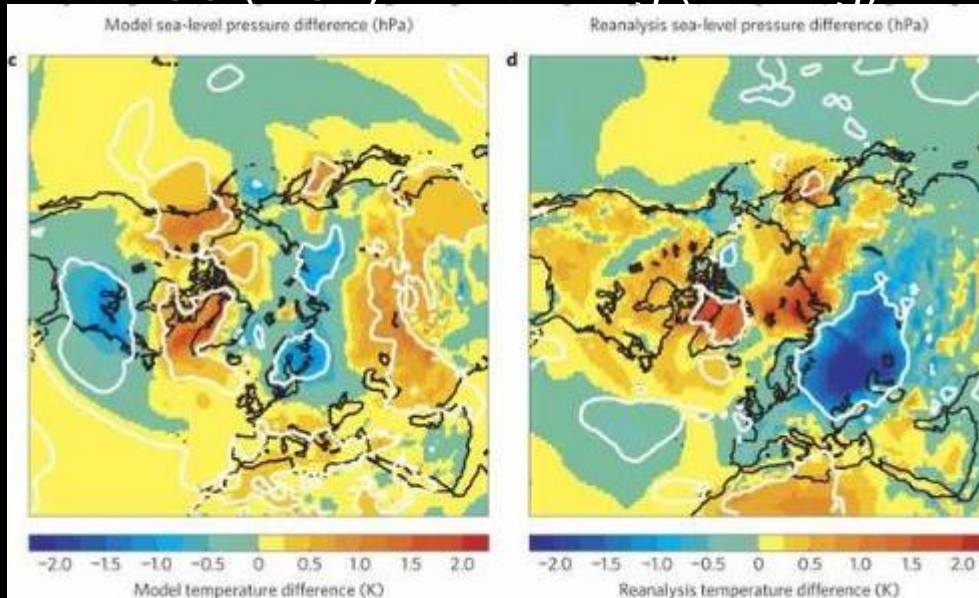 Model sea-level pressure difference (hPa)
Reanalysis sea-level pressure difference (hPa)
c
d
−2.0 −1.5 −1.0 −0.5 0 0.5 1.0 1.5 2.0
−2.0 −1.5 −1.0 −0.5 0 0.5 1.0 1.5 2.0
Model temperature difference (K)
Reanalysis temperature difference (K)